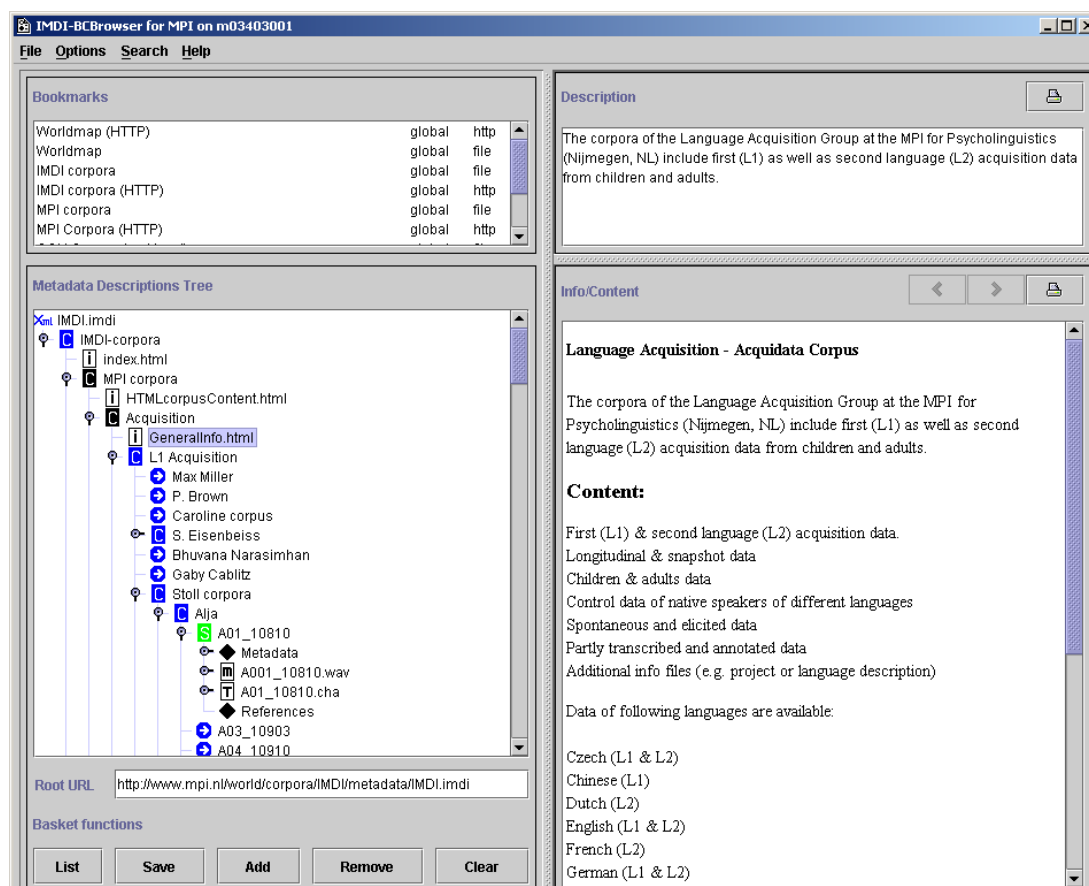 IMDI-BCBrowser for MPI on m03403001
File Options Search Help
Bookmarks
Worldmap (HTTP) global http
Worldmap global file
IMDI corpora global file
IMDI corpora (HTTP) global http
MPI corpora global file
MPI Corpora (HTTP) global http
Metadata Descriptions Tree
Xml IMDI.imdi
C IMDI-corpora
i index.html
C MPI corpora
i HTMLcorpusContent.html
C Acquisition
i GeneralInfo.html
C L1 Acquisition
Max Miller
P. Brown
Caroline corpus
C S. Eisenbeiss
Bhuvana Narasimhan
Gaby Cablitz
C Stoll corpora
C Alja
S A01_10810
Metadata
m A001_10810.wav
T A01_10810.cha
References
A03_10903
A04_10910
Root URL http://www.mpi.nl/world/corpora/IMDI/metadata/IMDI.imdi
Basket functions
List Save Add Remove Clear
Description
The corpora of the Language Acquisition Group at the MPI for Psycholinguistics
(Nijmegen, NL) include first (L1) as well as second language (L2) acquisition data
from children and adults.
Info/Content
Language Acquisition - Acquidata Corpus
The corpora of the Language Acquisition Group at the MPI for
Psycholinguistics (Nijmegen, NL) include first (L1) as well as second
language (L2) acquisition data from children and adults.
Content:
First (L1) & second language (L2) acquisition data.
Longitudinal & snapshot data
Children & adults data
Control data of native speakers of different languages
Spontaneous and elicited data
Partly transcribed and annotated data
Additional info files (e.g. project or language description)
Data of following languages are available:
Czech (L1 & L2)
Chinese (L1)
Dutch (L2)
English (L1 & L2)
French (L2)
German (L1 & L2)